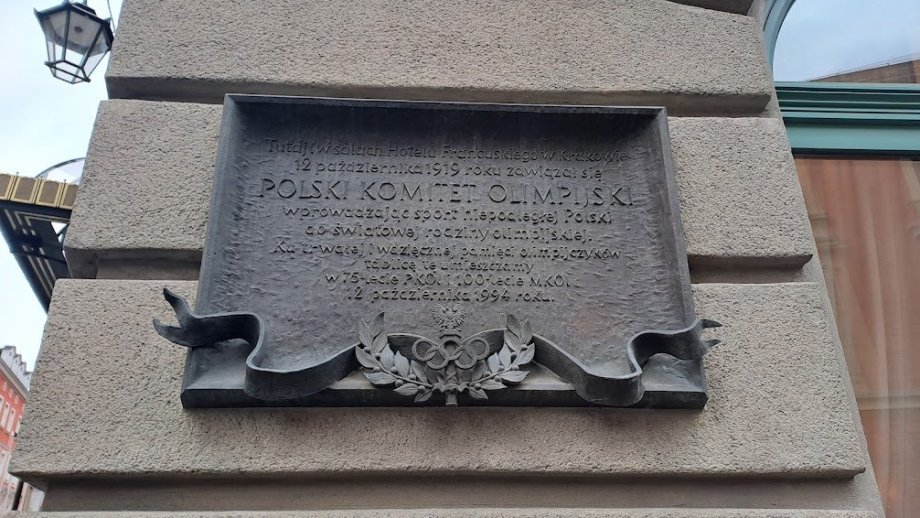 Tutaj, w salach Hotelu Francuskiego w Krakowie
12 października 1919 roku zawiązał się
POLSKI KOMITET OLIMPIJSKI
wprowadzając sport niepodległej Polski
do światowej rodziny olimpijskiej.
Ku trwałej i wdzięcznej pamięci olimpijczyków
tablicę tę umieszczamy
w 75-lecie PKOl i 100-lecie MKOl
12 października 1994 roku.